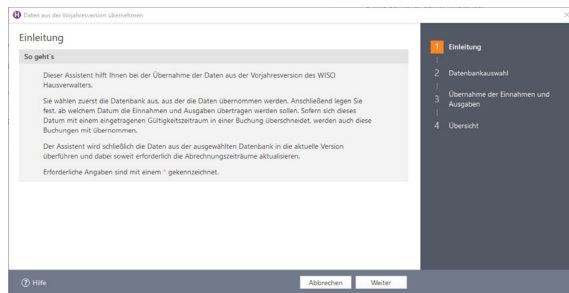 Daten aus der Vorjahresversion übernehmen
Einleitung
So geht's
Dieser Assistent hilft Ihnen bei der Übernahme der Daten aus der Vorjahresversion des WISO
Hausverwalters.
Sie wählen zuerst die Datenbank aus, aus der die Daten übernommen werden. Anschließend legen Sie
fest, ab welchem Datum die Einnahmen und Ausgaben übertragen werden sollen. Sofern sich dieses
Datum mit einem eingetragenen Gültigkeitszeitraum in einer Buchung überschneidet, werden auch diese
Buchungen mit übernommen.
Der Assistent wird schließlich die Daten aus der ausgewählten Datenbank in die aktuelle Version
überführen und dabei soweit erforderlich die Abrechnungszeiträume aktualisieren.
Erforderliche Angaben sind mit einem * gekennzeichnet.
1 Einleitung
2 Datenbankauswahl
3 Übernahme der Einnahmen und
Ausgaben
4 Übersicht
? Hilfe
Abbrechen
Weiter